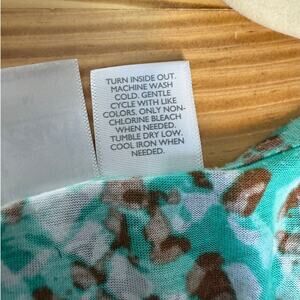 TURN INSIDE OUT.
MACHINE WASH
COLD. GENTLE
CYCLE WITH LIKE
COLORS. ONLY NON-
CHLORINE BLEACH
WHEN NEEDED.
TUMBLE DRY LOW.
COOL IRON WHEN
NEEDED.